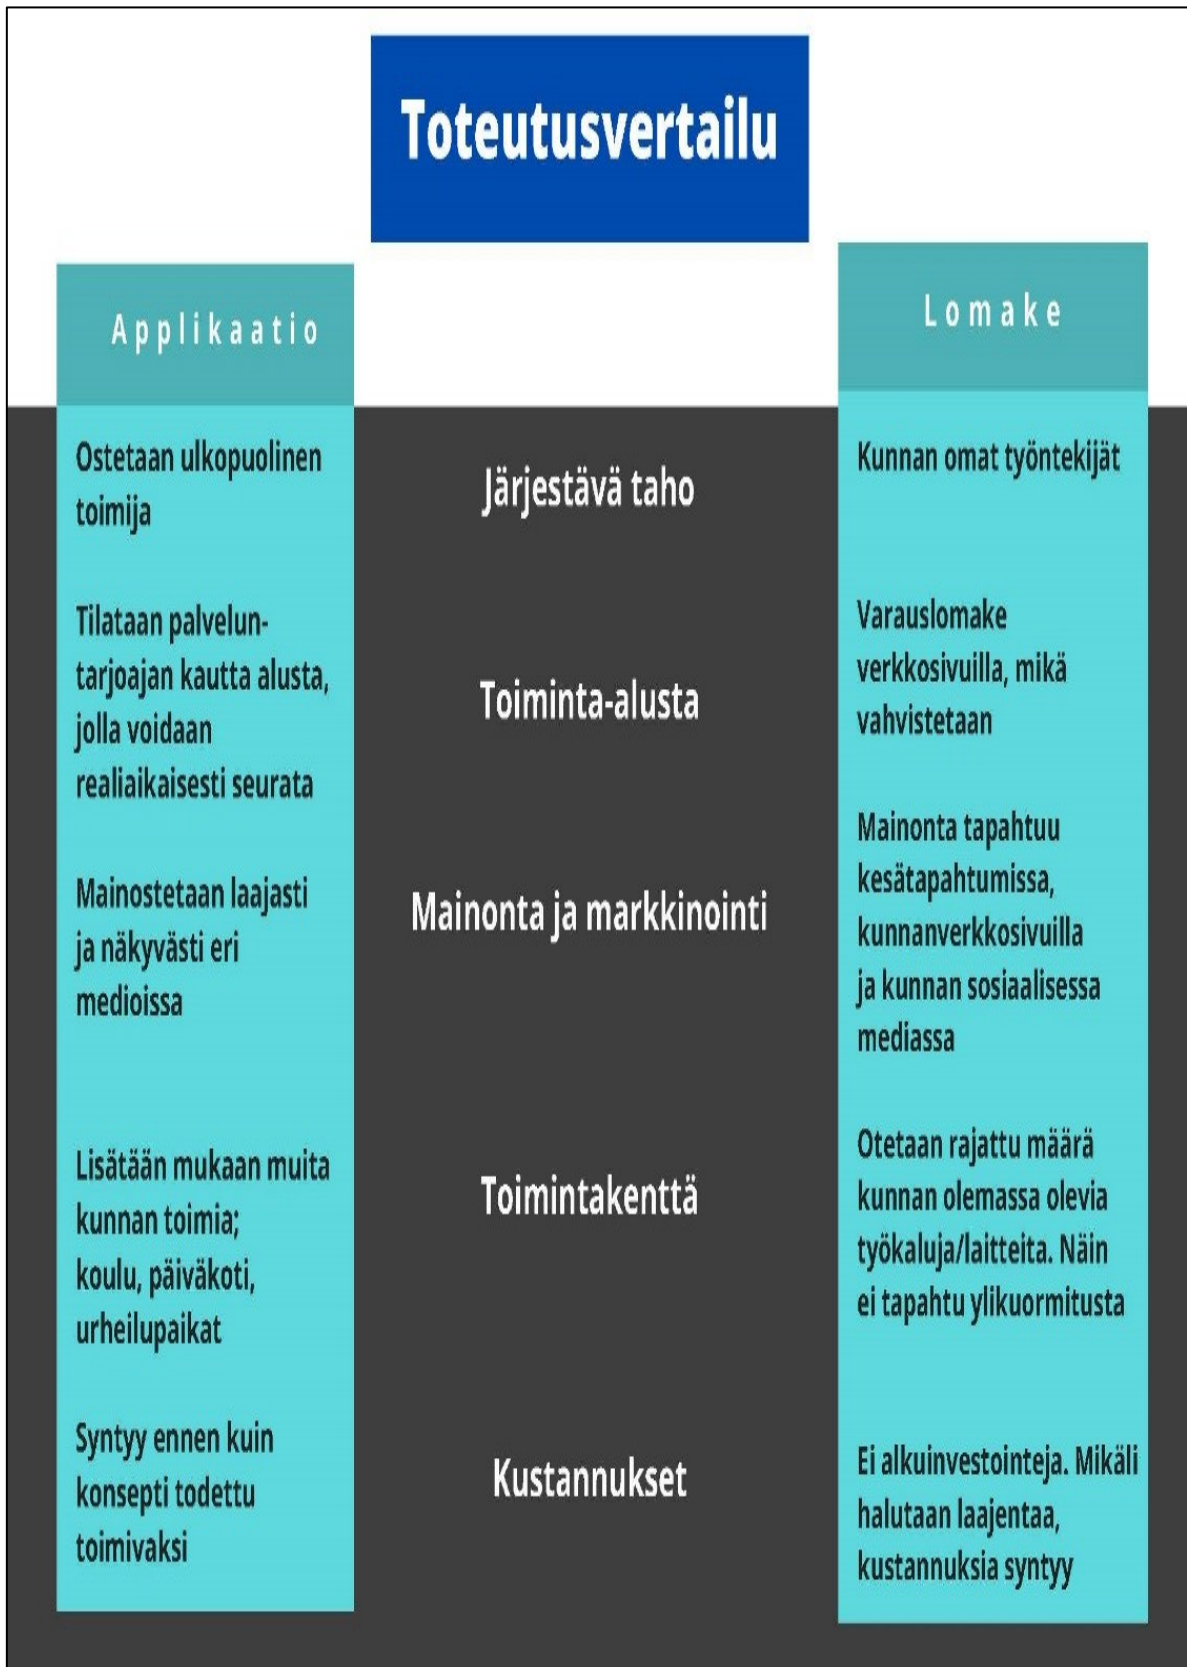 Toteutusvertailu
Applikaatio
Lomake
Ostetaan ulkopuolinen
toimija
Järjestävä taho
Kunnan omat työntekijät
Tilataan palvelun-
tarjoajan kautta alusta,
jolla voidaan
realiaikaisesti seurata
Toiminta-alusta
Varauslomake
verkkosivuilla, mikä
vahvistetaan
Mainostetaan laajasti
ja näkyvästi eri
medioissa
Mainonta ja markkinointi
Mainonta tapahtuu
kesätapahtumissa,
kunnanverkkosivuilla
ja kunnan sosiaalisessa
mediassa
Lisätään mukaan muita
kunnan toimia;
koulu, päiväkoti,
urheilupaikat
Toimintakenttä
Otetaan rajattu määrä
kunnan olemassa olevia
työkaluja/laitteita. Näin
ei tapahtu ylikuormitusta
Syntyy ennen kuin
konsepti todettu
toimivaksi
Kustannukset
Ei alkuinvestointeja. Mikäli
halutaan laajentaa,
kustannuksia syntyy